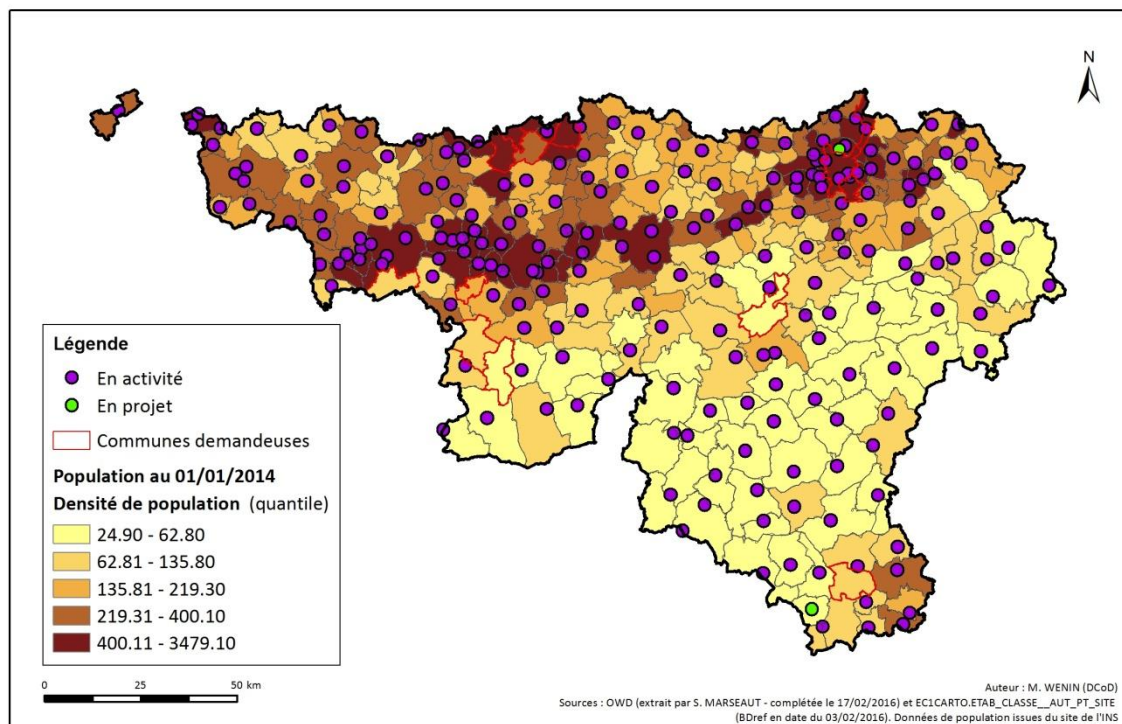 N
Légende
En activité
En projet
Communes demandeuses
Population au 01/01/2014
Densité de population (quantile)
24.90 - 62.80
62.81 - 135.80
135.81 - 219.30
219.31 - 400.10
400.11 - 3479.10
0 25 50 km
Auteur : M. WENIN (DCoD)
Sources : OWD (extrait par S. MARSEAUT - complétée le 17/02/2016) et EC1CARTO.ETAB_CLASSE__AUT_PT_SITE
(BDref en date du 03/02/2016). Données de population issues du site de l'INS